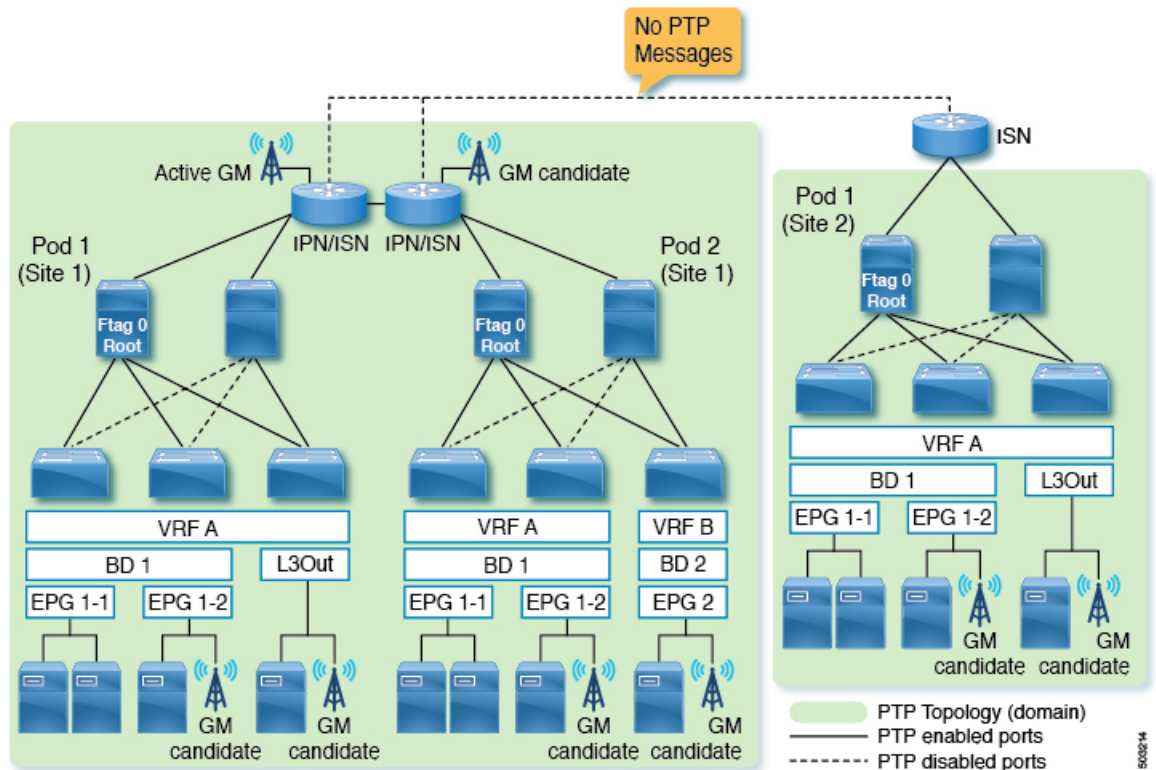 No PTP
Messages
ISN
Active GM
GM candidate
IPN/ISN
IPN/ISN
Pod 1
(Site 1)
Pod 2
(Site 1)
Pod 1
(Site 2)
Ftag 0
Root
Ftag 0
Root
Ftag 0
Root
VRF A
BD 1
L3Out
EPG 1-1
EPG 1-2
GM
candidate
GM
candidate
VRF A
VRF B
BD 1
BD 2
EPG 1-1
EPG 1-2
EPG 2
GM
candidate
GM
candidate
VRF A
BD 1
L3Out
EPG 1-1
EPG 1-2
GM
candidate
GM
candidate
PTP Topology (domain)
PTP enabled ports
PTP disabled ports
503214